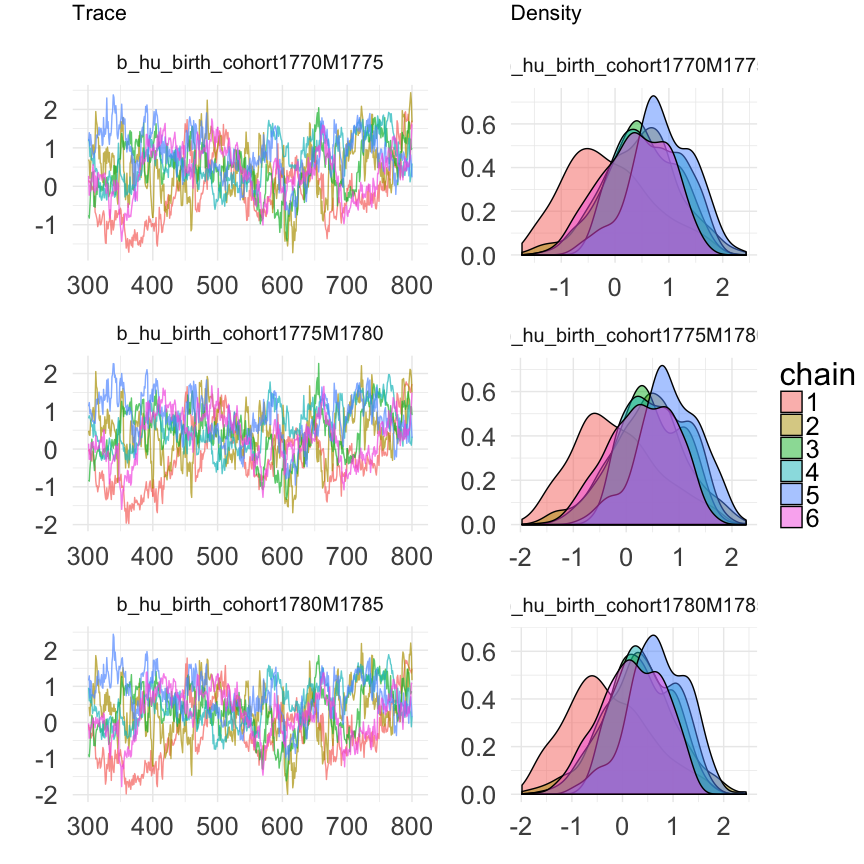 Trace
Density
b_hu_birth_cohort1770M1775
_hu_birth_cohort1770M177
2
1
0
-1
300 400 500 600 700 800
0.6
0.4
0.2
0.0
-1 0 1 2
b_hu_birth_cohort1775M1780
_hu_birth_cohort1775M178
2
1
0
-1
-2
300 400 500 600 700 800
0.6
0.4
0.2
0.0
-2 -1 0 1 2
chain
1
2
3
4
5
6
b_hu_birth_cohort1780M1785
_hu_birth_cohort1780M178
2
1
0
-1
-2
300 400 500 600 700 800
0.6
0.4
0.2
0.0
-2 -1 0 1 2